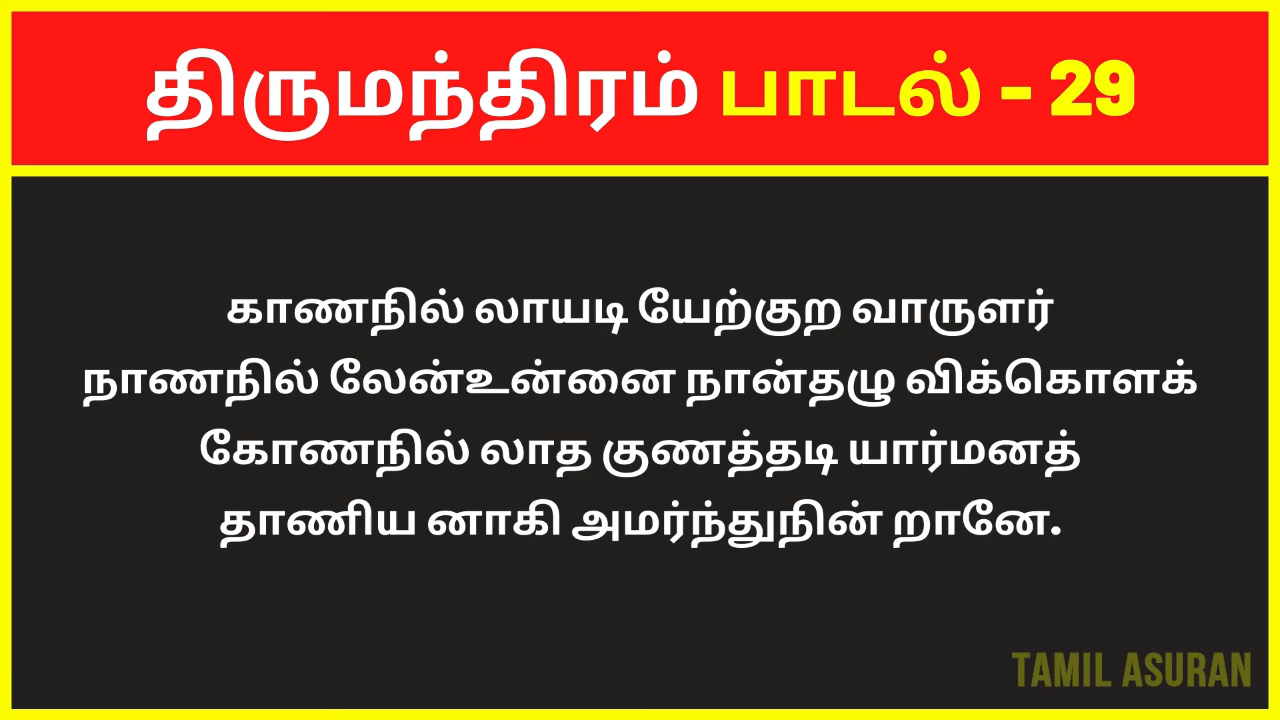 திருமந்திரம் பாடல் - 29
காணநில் லாயடி யேற்குற வாருளர்
நாணநில் லேன்உன்னை நான்தழு விக்கொளக்
கோணநில் லாத குணத்தடி யார்மனத்
தாணிய னாகி அமர்ந்துநின் றானே.
TAMIL ASURAN